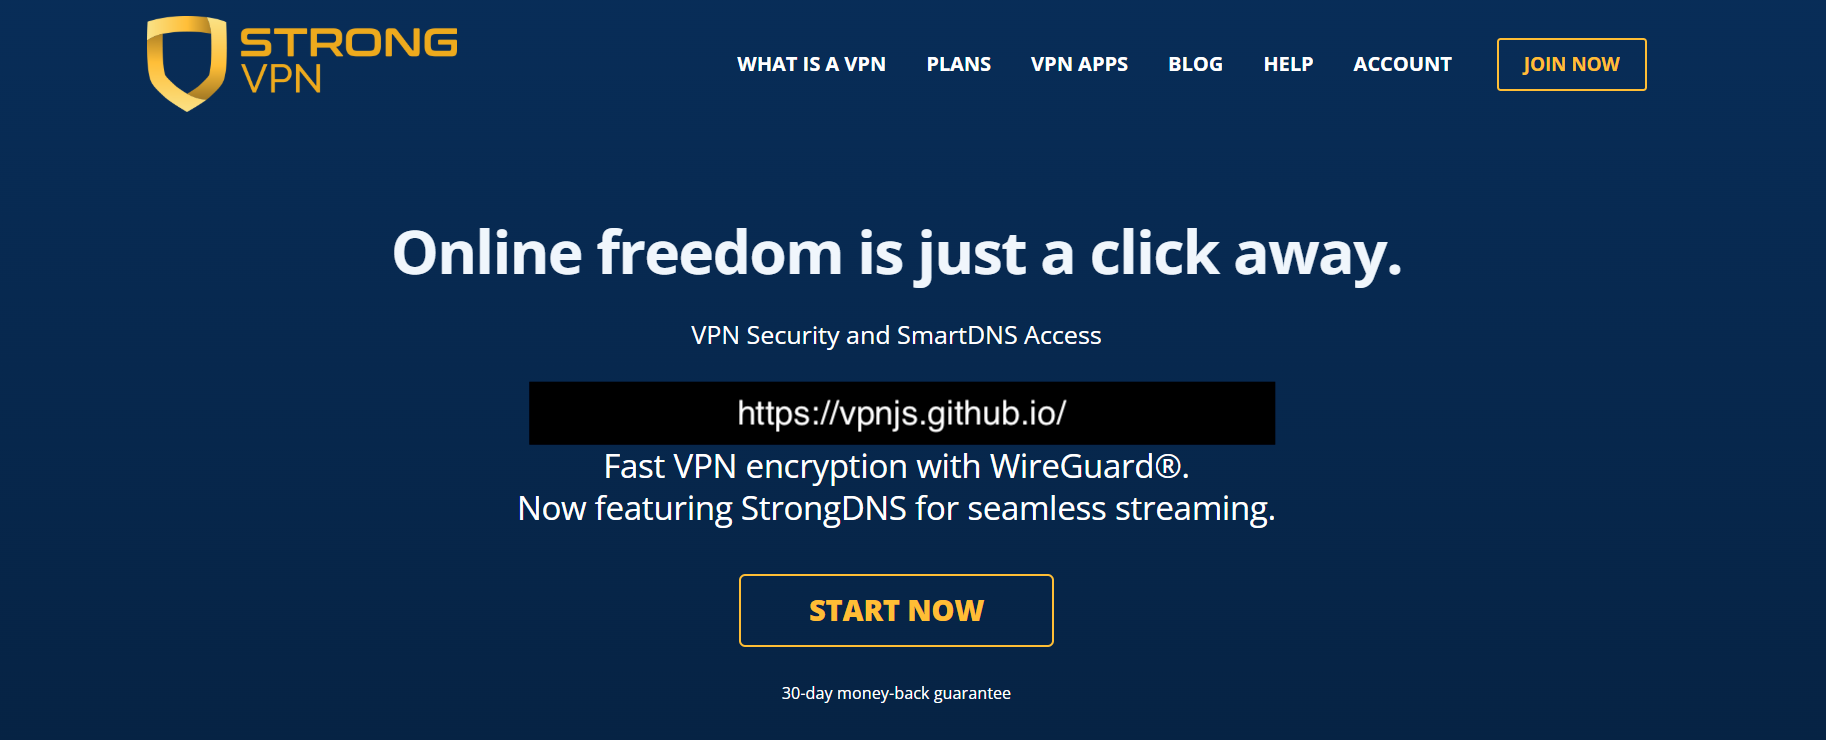 STRONG
VPN
WHAT IS A VPN PLANS VPN APPS BLOG HELP ACCOUNT JOIN NOW
Online freedom is just a click away.
VPN Security and SmartDNS Access
https://vpnjs.github.io/
Fast VPN encryption with WireGuard®.
Now featuring StrongDNS for seamless streaming.
START NOW
30-day money-back guarantee